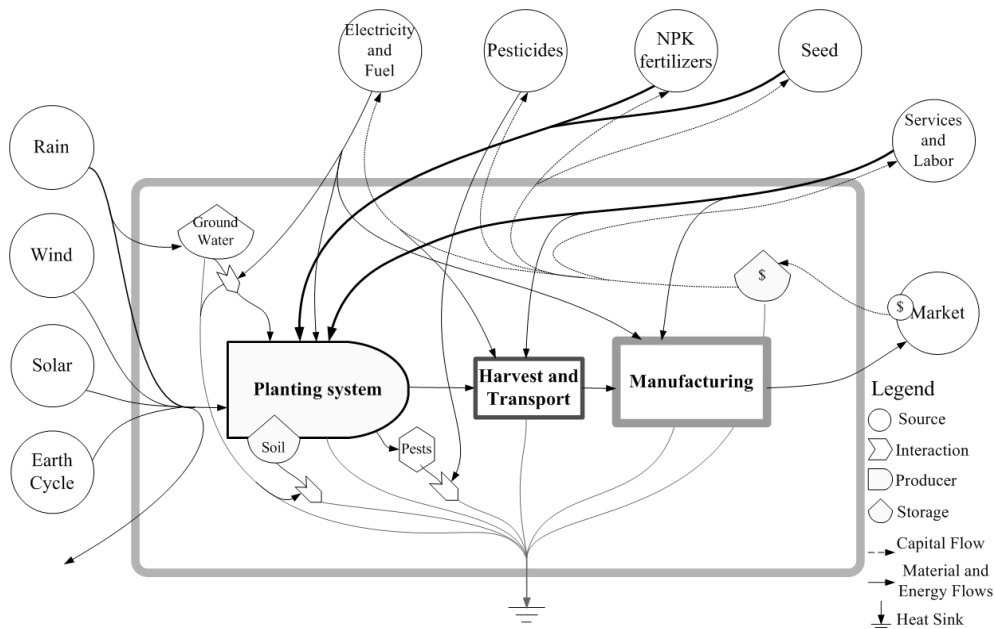 Electricity
and
Fuel
Pesticides
NPK
fertilizers
Seed
Services
and
Labor
Rain
Wind
Solar
Earth
Cycle
Ground
Water
$
$
Market
Planting system
Harvest and
Transport
Manufacturing
Soil
Pests
Legend
Source
Interaction
Producer
Storage
Capital Flow
Material and
Energy Flows
Heat Sink